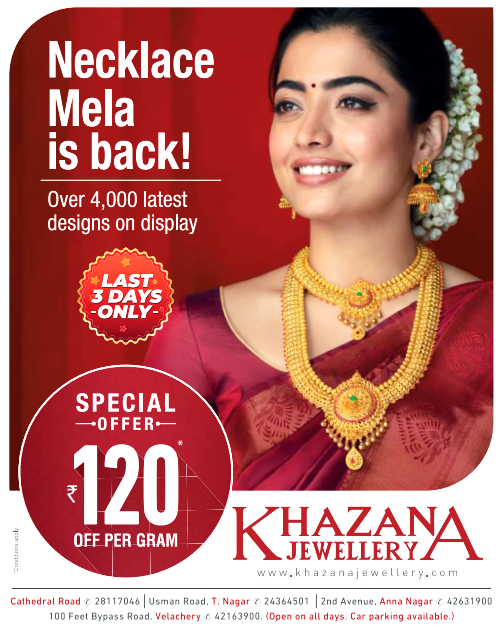 Necklace
Mela
is back!
Over 4,000 latest
designs on display
LAST
3 DAYS
-ONLY-
SPECIAL
OFFER
₹120*
OFF PER GRAM
*Conditions apply
KHAZANA
JEWELLERY
www.khazanajewellery.com
Cathedral Road ✆ 28117046 | Usman Road, T. Nagar ✆ 24364501 | 2nd Avenue, Anna Nagar ✆ 42631900
100 Feet Bypass Road, Velachery ✆ 42163900. (Open on all days. Car parking available.)